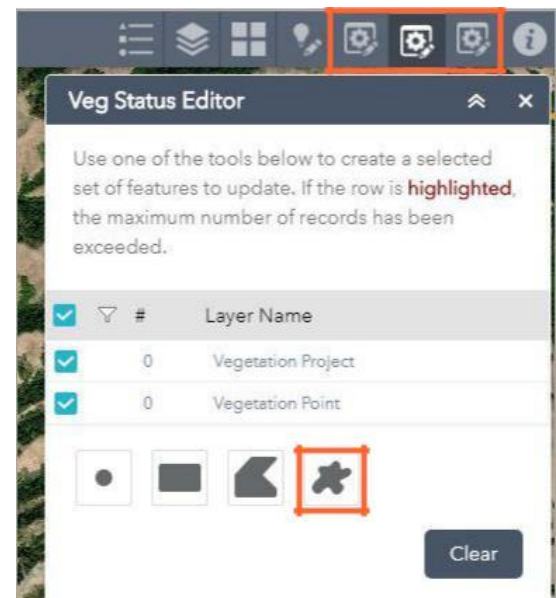 Veg Status Editor
Use one of the tools below to create a selected
set of features to update. If the row is highlighted,
the maximum number of records has been
exceeded.
# Layer Name
0 Vegetation Project
0 Vegetation Point
Clear